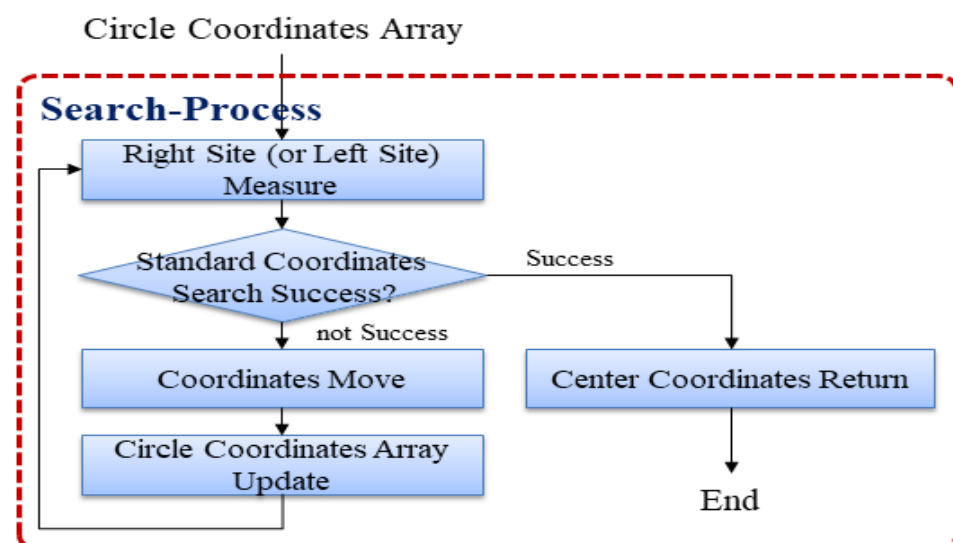 Circle Coordinates Array
Search-Process
Right Site (or Left Site)
Measure
Standard Coordinates
Search Success?
Success
not Success
Coordinates Move
Center Coordinates Return
Circle Coordinates Array
Update
End